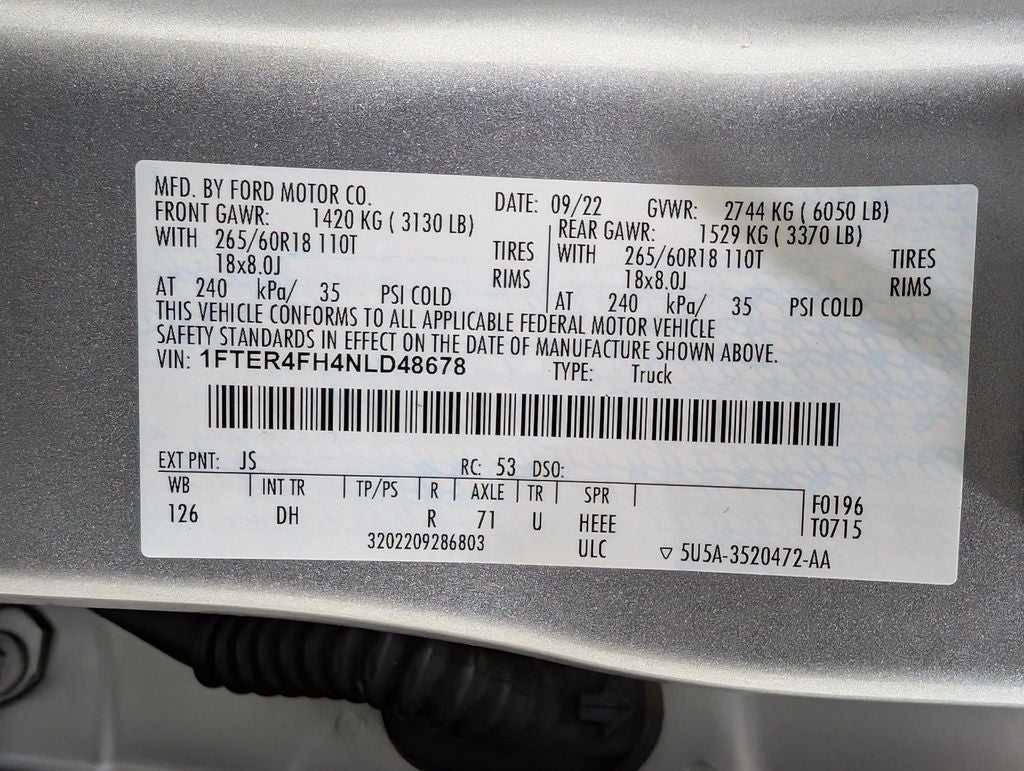 MFD. BY FORD MOTOR CO. DATE: 09/22 GVWR: 2744 KG ( 6050 LB)
FRONT GAWR: 1420 KG ( 3130 LB) REAR GAWR: 1529 KG ( 3370 LB)
WITH 265/60R18 110T TIRES WITH 265/60R18 110T TIRES
18x8.0J RIMS 18x8.0J RIMS
AT 240 kPa/ 35 PSI COLD AT 240 kPa/ 35 PSI COLD
THIS VEHICLE CONFORMS TO ALL APPLICABLE FEDERAL MOTOR VEHICLE
SAFETY STANDARDS IN EFFECT ON THE DATE OF MANUFACTURE SHOWN ABOVE.
VIN: 1FTER4FH4NLD48678 TYPE: Truck
EXT PNT: JS RC: 53 DSO:
WB INT TR TP/PS R AXLE TR SPR F0196
126 DH R 71 U HEEE T0715
3202209286803 ULC 5U5A-3520472-AA